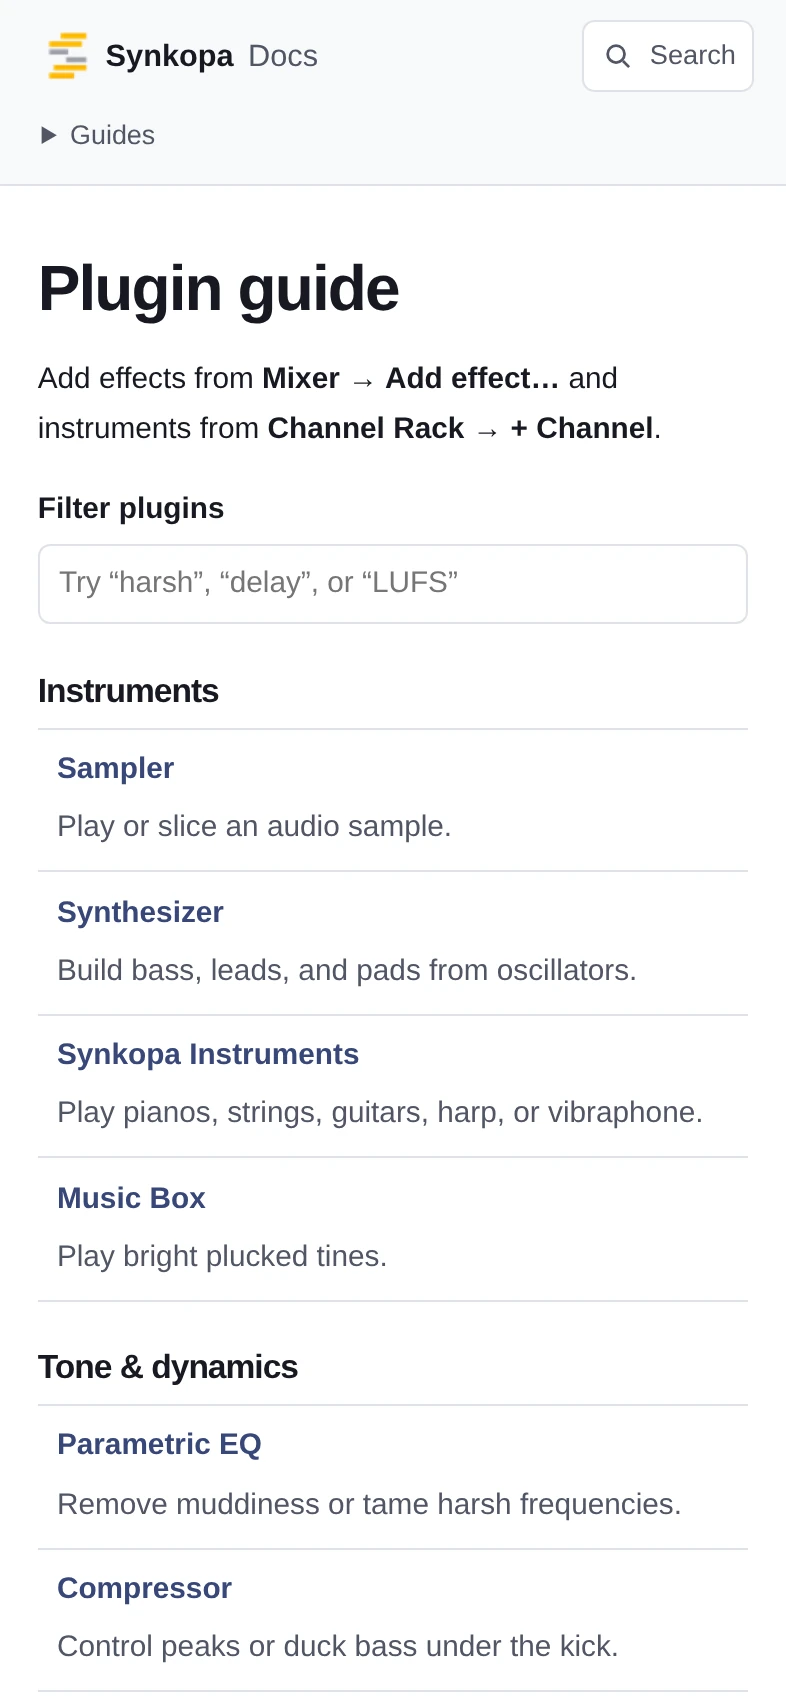 Synkopa Docs
Search
▶ Guides
Plugin guide
Add effects from Mixer → Add effect… and
instruments from Channel Rack → + Channel.
Filter plugins
Try “harsh”, “delay”, or “LUFS”
Instruments
Sampler
Play or slice an audio sample.
Synthesizer
Build bass, leads, and pads from oscillators.
Synkopa Instruments
Play pianos, strings, guitars, harp, or vibraphone.
Music Box
Play bright plucked tines.
Tone & dynamics
Parametric EQ
Remove muddiness or tame harsh frequencies.
Compressor
Control peaks or duck bass under the kick.